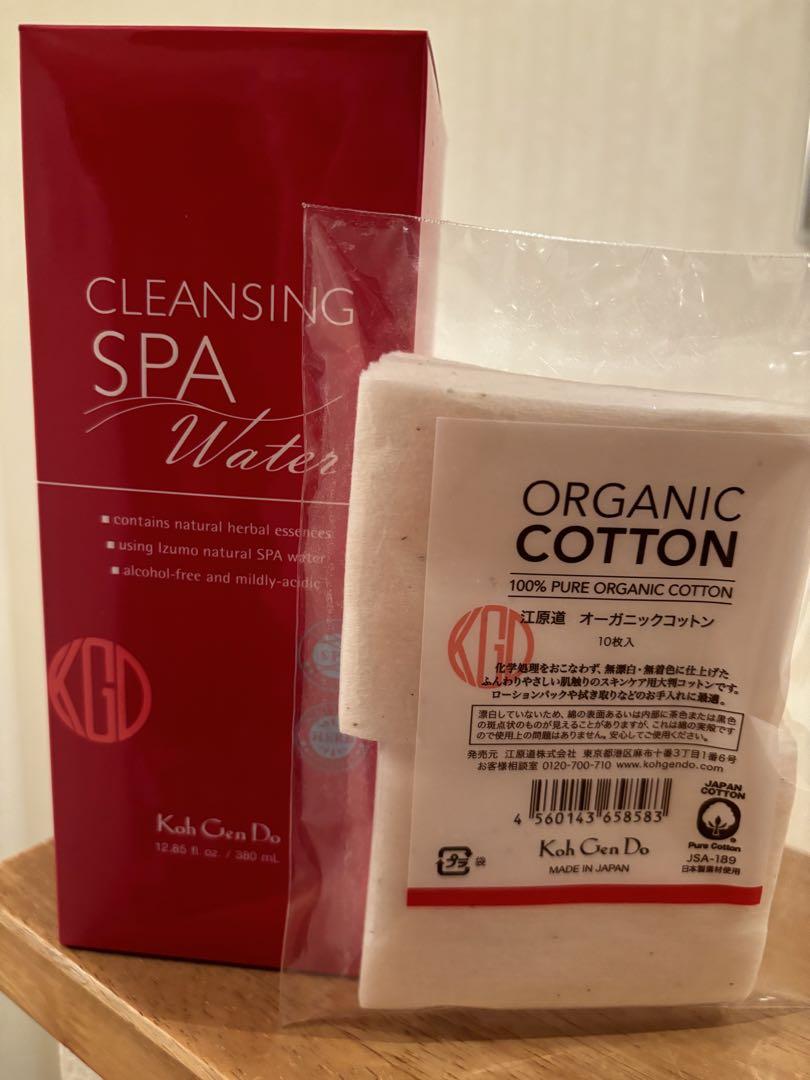 CLEANSING
SPA
Water
contains natural herbal essences
using Izumo natural SPA water
alcohol-free and mildly-acidic
KGD
Koh Gen Do
12.85 fl. oz. / 380 mL
ORGANIC
COTTON
100% PURE ORGANIC COTTON
江原道 オーガニックコットン
10枚入
KGD
化学処理をおこなわず、無漂白・無着色に仕上げた
ふんわりやさしい肌触りのスキンケア用大判コットンです。
ローションパックや拭き取りなどのお手入れに最適。
漂白していないため、綿の表面あるいは内部に茶色または黒色
の斑点状のものが見えることがありますが、これは綿の実殻です
ので使用上の問題はありません。安心してご使用ください。
発売元 江原道株式会社 東京都港区麻布十番3丁目1番6号
お客様相談室 0120-700-710 www.kohgendo.com
4 560143 658583
Koh Gen Do
MADE IN JAPAN
プラ 袋
JAPAN
COTTON
Pure Cotton
JSA-189
日本製素材使用